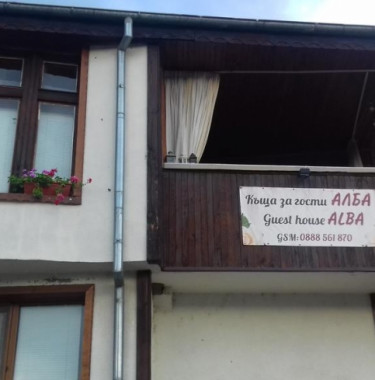 Къща за гости АЛБА
Guest house ALBA
GSM: 0888 561 870